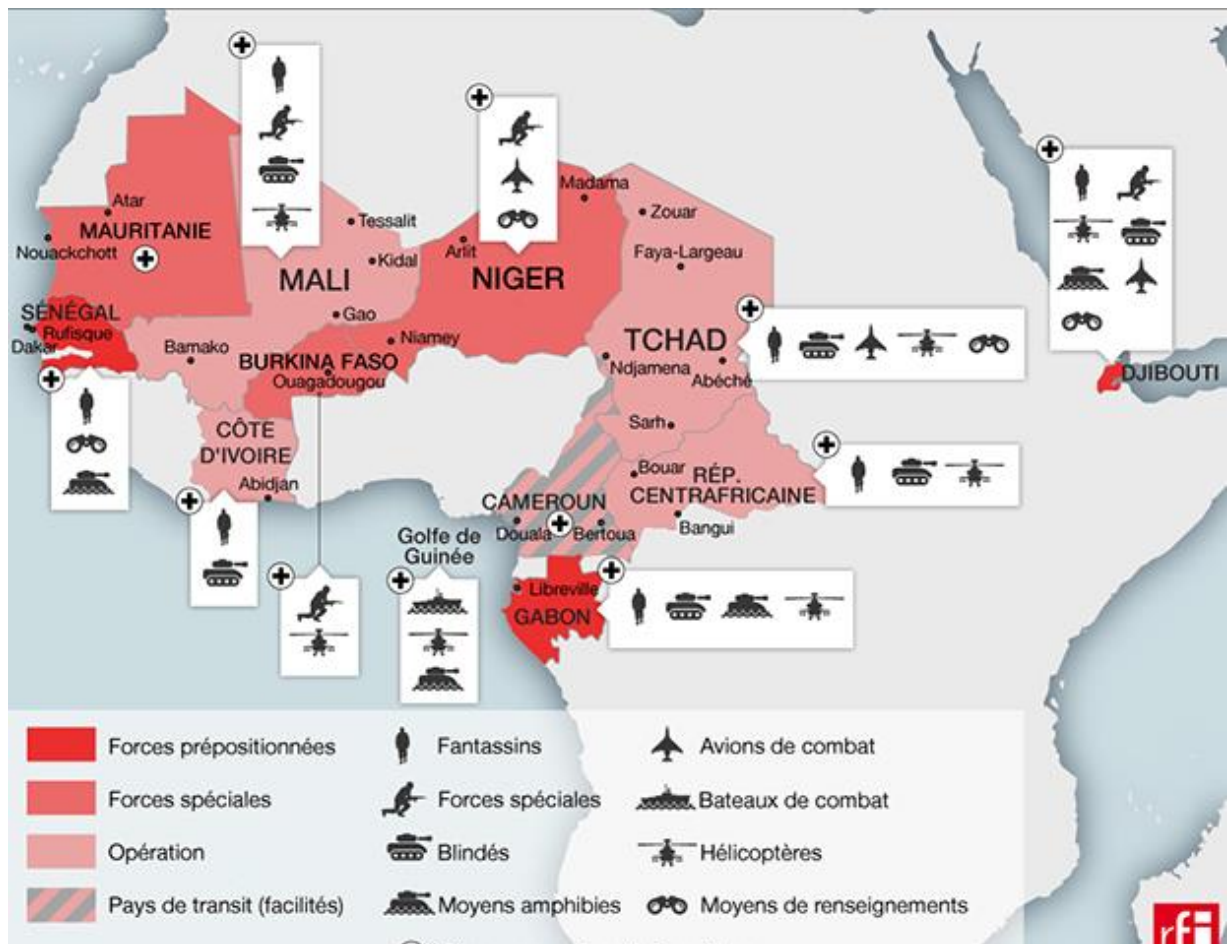 Atar
MAURITANIE
Nouackchott
SÉNÉGAL
Rufisque
Dakar
Tessalit
Kidal
MALI
Gao
Bamako
BURKINA FASO
Ouagadougou
Niamey
Arlit
NIGER
Madama
Zouar
Faya-Largeau
TCHAD
Ndjamena
Abéché
Sarh
DJIBOUTI
CÔTE
D'IVOIRE
Abidjan
CAMEROUN
Douala
Bertoua
Bouar
RÉP.
CENTRAFRICAINE
Bangui
Golfe de
Guinée
Libreville
GABON
Forces prépositionnées
Forces spéciales
Opération
Pays de transit (facilités)
Fantassins
Forces spéciales
Blindés
Moyens amphibies
Avions de combat
Bateaux de combat
Hélicoptères
Moyens de renseignements
rfi